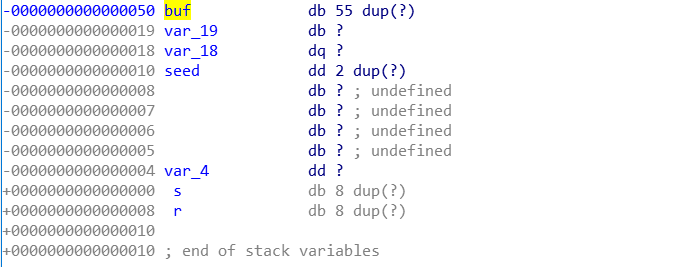 -0000000000000050 buf             db 55 dup(?)
-0000000000000019 var_19          db ?
-0000000000000018 var_18          dq ?
-0000000000000010 seed            dd 2 dup(?)
-0000000000000008                 db ? ; undefined
-0000000000000007                 db ? ; undefined
-0000000000000006                 db ? ; undefined
-0000000000000005                 db ? ; undefined
-0000000000000004 var_4           dd ?
+0000000000000000  s              db 8 dup(?)
+0000000000000008  r              db 8 dup(?)
+0000000000000010
+0000000000000010 ; end of stack variables